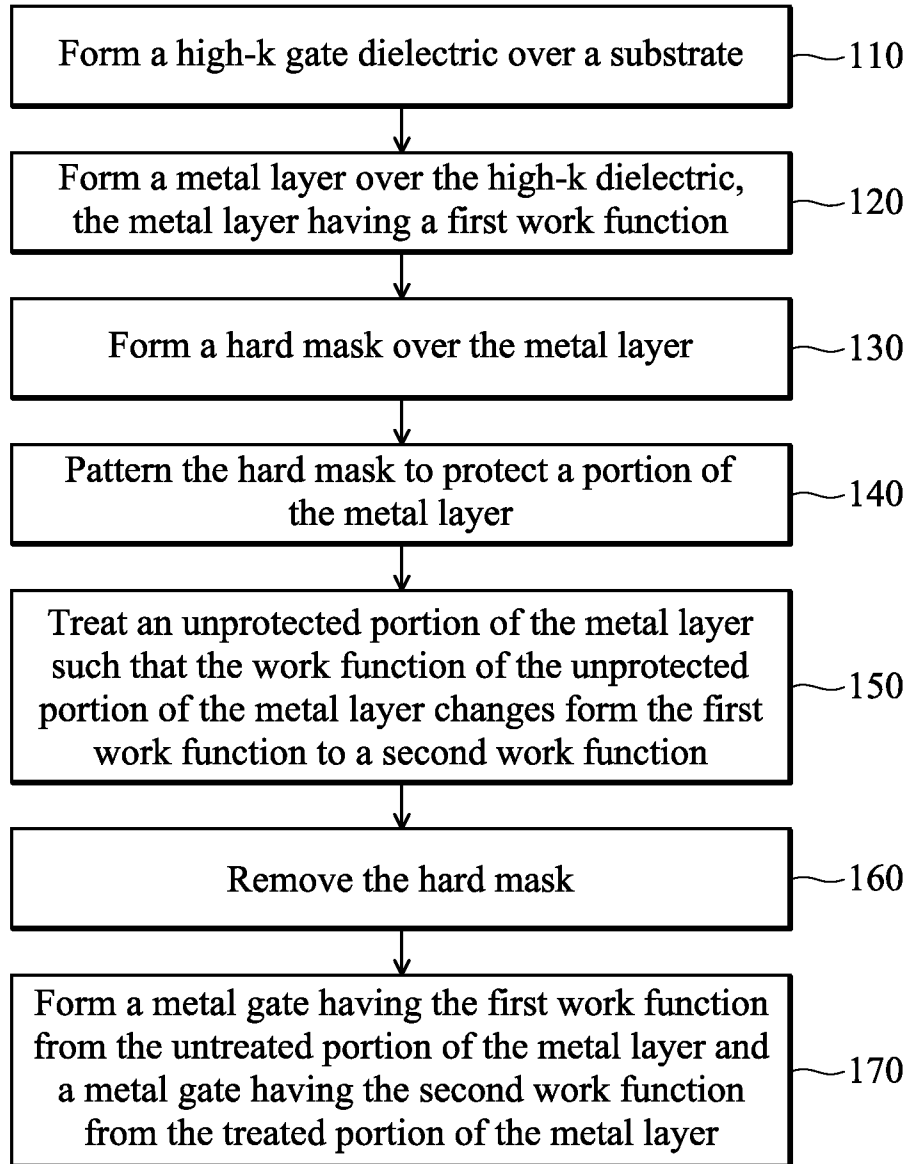 Form a high-k gate dielectric over a substrate
110
Form a metal layer over the high-k dielectric,
the metal layer having a first work function
120
Form a hard mask over the metal layer
130
Pattern the hard mask to protect a portion of
the metal layer
140
Treat an unprotected portion of the metal layer
such that the work function of the unprotected
portion of the metal layer changes form the first
work function to a second work function
150
Remove the hard mask
160
Form a metal gate having the first work function
from the untreated portion of the metal layer and
a metal gate having the second work function
from the treated portion of the metal layer
170